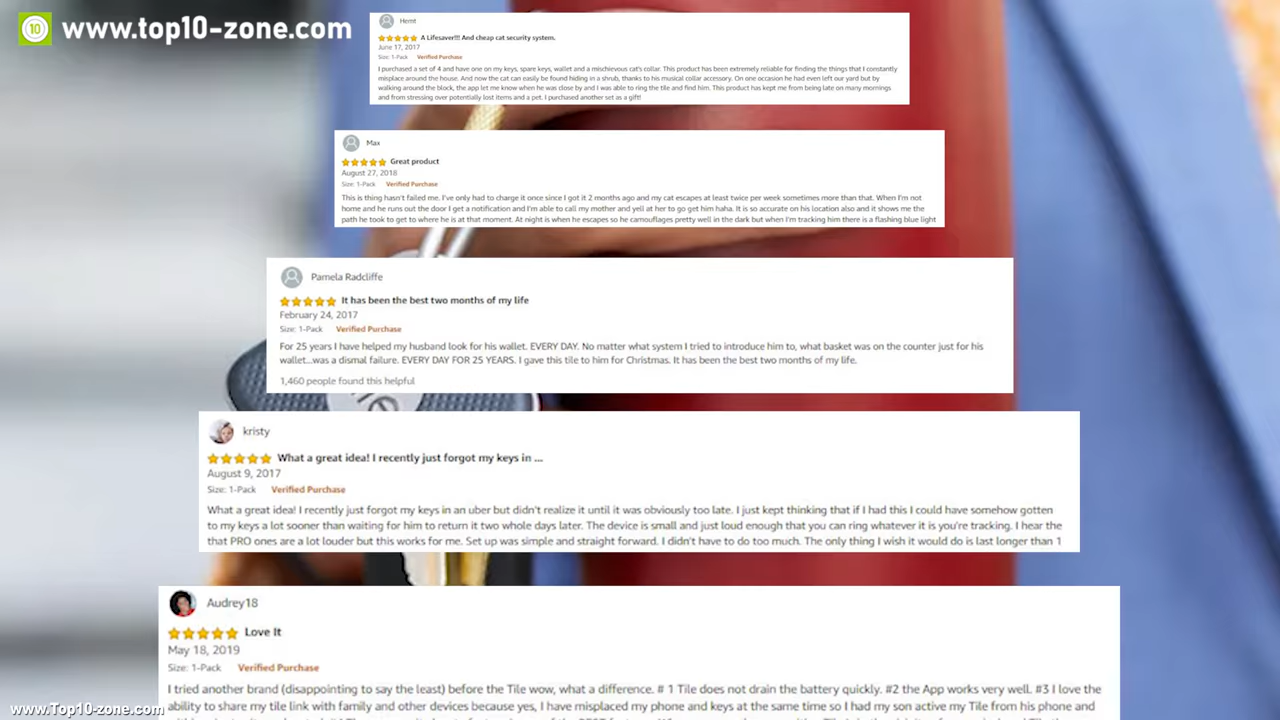 10 www.top10-zone.com
Hemt
A Lifesaver!!! And cheap cat security system.
June 17, 2017
Size: 1-Pack Verified Purchase
I purchased a set of 4 and have one on my keys, spare keys, wallet and a mischievous cat's collar. This product has been extremely reliable for finding the things that I constantly
misplace around the house. And now the cat can easily be found hiding in a shrub, thanks to his musical collar accessory. On one occasion he had even left our yard but by
walking around the block, the app let me know when he was close by and I was able to ring the tile and find him. This product has kept me from being late on many mornings
and from stressing over potentially lost items and a pet. I purchased another set as a gift!
Max
Great product
August 27, 2018
Size: 1-Pack Verified Purchase
This is thing hasn't failed me. I've only had to charge it once since I got it 2 months ago and my cat escapes at least twice per week sometimes more than that. When I'm not
home and he runs out the door I get a notification and I'm able to call my mother and yell at her to go get him haha. It is so accurate on his location also and it shows me the
path he took to get to where he is at that moment. At night is when he escapes so he camouflages pretty well in the dark but when I'm tracking him there is a flashing blue light
Pamela Radcliffe
It has been the best two months of my life
February 24, 2017
Size: 1-Pack Verified Purchase
For 25 years I have helped my husband look for his wallet. EVERY DAY. No matter what system I tried to introduce him to, what basket was on the counter just for his
wallet...was a dismal failure. EVERY DAY FOR 25 YEARS. I gave this tile to him for Christmas. It has been the best two months of my life.
1,460 people found this helpful
kristy
What a great idea! I recently just forgot my keys in ...
August 9, 2017
Size: 1-Pack Verified Purchase
What a great idea! I recently just forgot my keys in an uber but didn't realize it until it was obviously too late. I just kept thinking that if I had this I could have somehow gotten
to my keys a lot sooner than waiting for him to return it two whole days later. The device is small and just loud enough that you can ring whatever it is you're tracking. I hear the
that PRO ones are a lot louder but this works for me. Set up was simple and straight forward. I didn't have to do too much. The only thing I wish it would do is last longer than 1
Audrey18
Love It
May 18, 2019
Size: 1-Pack Verified Purchase
I tried another brand (disappointing to say the least) before the Tile wow, what a difference. # 1 Tile does not drain the battery quickly. #2 the App works very well. #3 I love the
ability to share my tile link with family and other devices because yes, I have misplaced my phone and keys at the same time so I had my son active my Tile from his phone and
www.Top10-zone.com